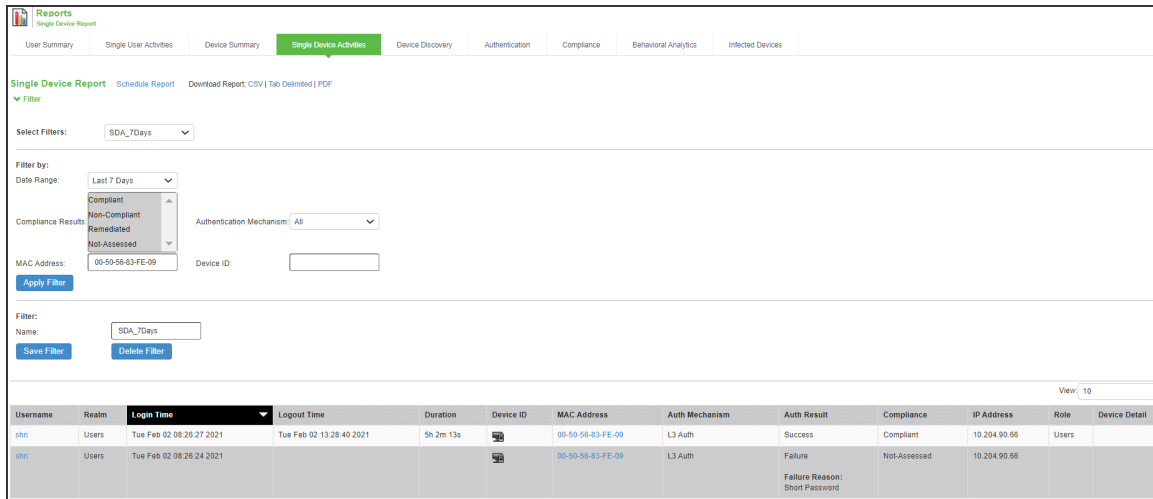 Reports
Single Device Report
User Summary Single User Activities Device Summary Single Device Activities Device Discovery Authentication Compliance Behavioral Analytics Infected Devices
Single Device Report Schedule Report Download Report: CSV | Tab Delimited | PDF
Filter
Select Filters: SDA_7Days
Filter by:
Date Range: Last 7 Days
Compliant
Non-Compliant
Compliance Results: Authentication Mechanism: All
Remediated
Not-Assessed
MAC Address: 00-50-56-83-FE-09 Device ID:
Apply Filter
Filter:
Name: SDA_7Days
Save Filter Delete Filter
View: 10
Username Realm Login Time Logout Time Duration Device ID MAC Address Auth Mechanism Auth Result Compliance IP Address Role Device Detail
shri Users Tue Feb 02 08:26:27 2021 Tue Feb 02 13:28:40 2021 5h 2m 13s 00-50-56-83-FE-09 L3 Auth Success Compliant 10.204.90.66 Users
shri Users Tue Feb 02 08:26:24 2021 00-50-56-83-FE-09 L3 Auth Failure Not-Assessed 10.204.90.66
Failure Reason:
Short Password